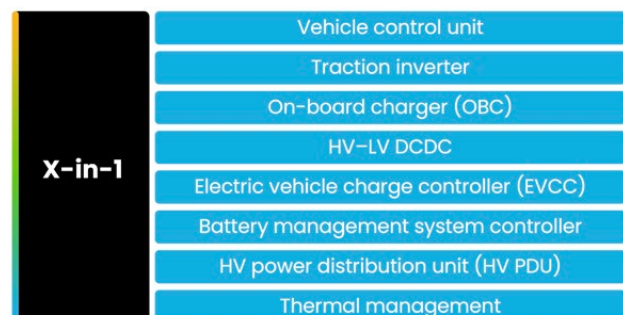 X-in-1
Vehicle control unit
Traction inverter
On-board charger (OBC)
HV–LV DCDC
Electric vehicle charge controller (EVCC)
Battery management system controller
HV power distribution unit (HV PDU)
Thermal management